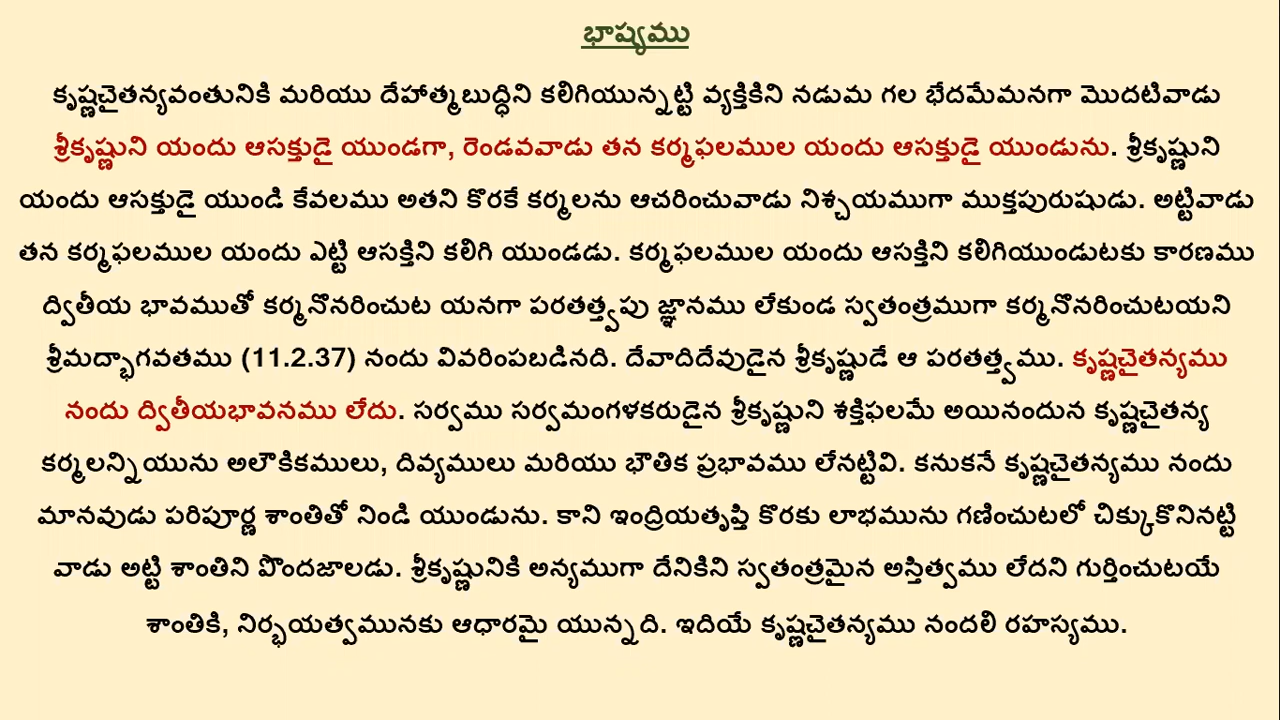 భాష్యము
కృష్ణచైతన్యవంతునికి మరియు దేహాత్మబుద్ధిని కలిగియున్నట్టి వ్యక్తికిని నడుమ గల భేదమేమనగా మొదటివాడు
శ్రీకృష్ణుని యందు ఆసక్తుడై యుండగా, రెండవవాడు తన కర్మఫలముల యందు ఆసక్తుడై యుండును. శ్రీకృష్ణుని
యందు ఆసక్తుడై యుండి కేవలము అతని కొరకే కర్మలను ఆచరించువాడు నిశ్చయముగా ముక్తపురుషుడు. అట్టివాడు
తన కర్మఫలముల యందు ఎట్టి ఆసక్తిని కలిగి యుండడు. కర్మఫలముల యందు ఆసక్తిని కలిగియుండుటకు కారణము
ద్వితీయ భావముతో కర్మనొనరించుట యనగా పరతత్త్వపు జ్ఞానము లేకుండ స్వతంత్రముగా కర్మనొనరించుటయని
శ్రీమద్భాగవతము (11.2.37) నందు వివరింపబడినది. దేవాదిదేవుడైన శ్రీకృష్ణుడే ఆ పరతత్త్వము. కృష్ణచైతన్యము
నందు ద్వితీయభావనము లేదు. సర్వము సర్వమంగళకరుడైన శ్రీకృష్ణుని శక్తిఫలమే అయినందున కృష్ణచైతన్య
కర్మలన్నియును అలౌకికములు, దివ్యములు మరియు భౌతిక ప్రభావము లేనట్టివి. కనుకనే కృష్ణచైతన్యము నందు
మానవుడు పరిపూర్ణ శాంతితో నిండి యుండును. కాని ఇంద్రియతృప్తి కొరకు లాభమును గణించుటలో చిక్కుకొనినట్టి
వాడు అట్టి శాంతిని పొందజాలడు. శ్రీకృష్ణునికి అన్యముగా దేనికిని స్వతంత్రమైన అస్తిత్వము లేదని గుర్తించుటయే
శాంతికి, నిర్భయత్వమునకు ఆధారమై యున్నది. ఇదియే కృష్ణచైతన్యము నందలి రహస్యము.